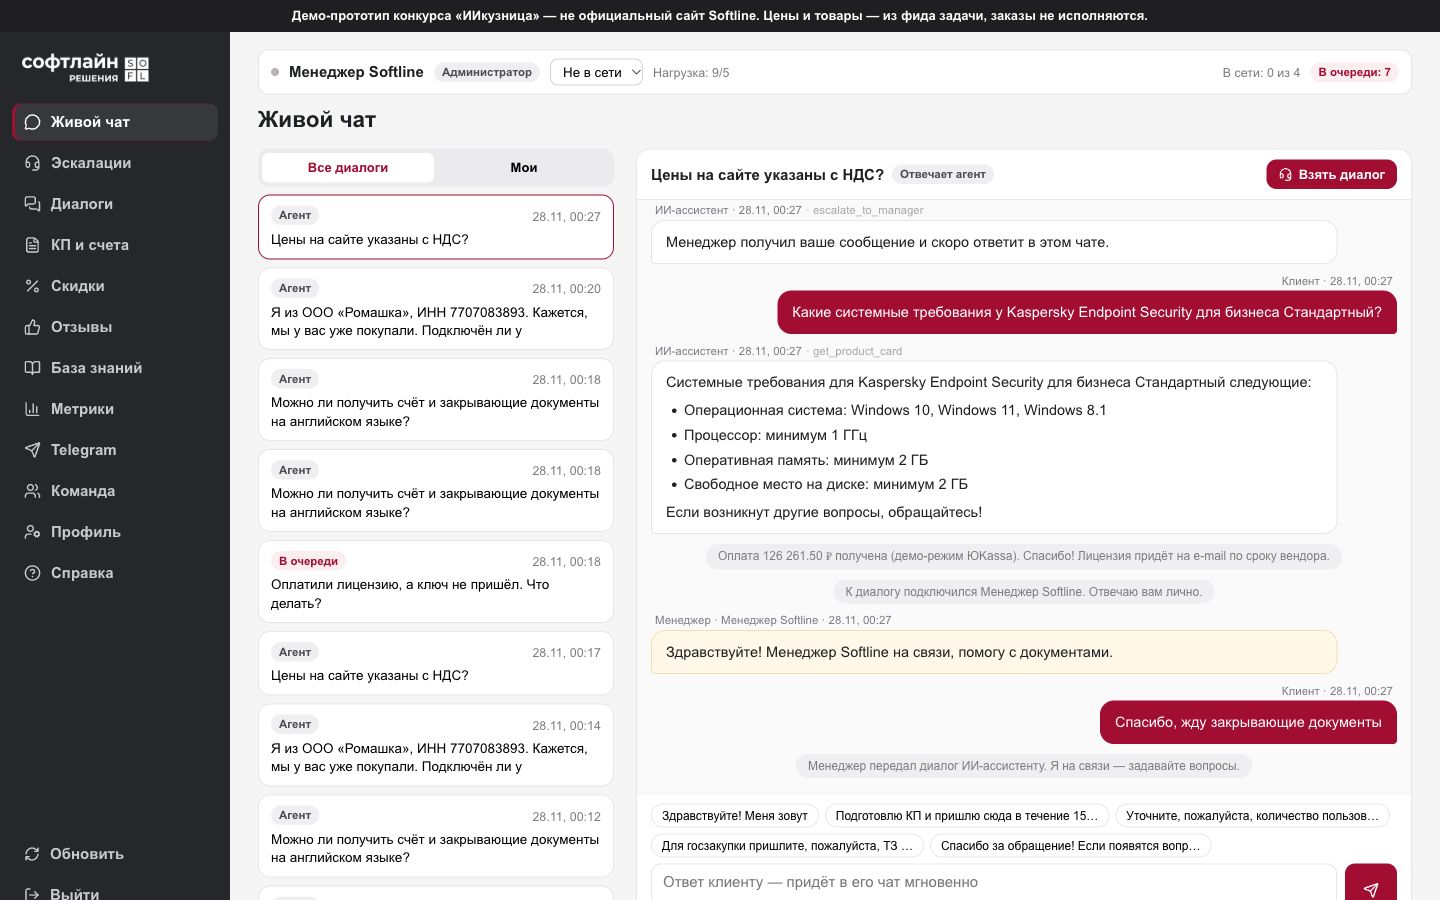 Демо-прототип конкурса «ИИкузница» — не официальный сайт Softline. Цены и товары — из фида задачи, заказы не исполняются.
софтлайн
РЕШЕНИЯ
SO
FL
Живой чат
Эскалации
Диалоги
КП и счета
Скидки
Отзывы
База знаний
Метрики
Telegram
Команда
Профиль
Справка
Обновить
Выйти
Менеджер Softline Администратор Не в сети Нагрузка: 9/5 В сети: 0 из 4 В очереди: 7
Живой чат
Все диалоги Мои
Агент 28.11, 00:27
Цены на сайте указаны с НДС?
Агент 28.11, 00:20
Я из ООО «Ромашка», ИНН 7707083893. Кажется,
мы у вас уже покупали. Подключён ли у
Агент 28.11, 00:18
Можно ли получить счёт и закрывающие документы
на английском языке?
Агент 28.11, 00:18
Можно ли получить счёт и закрывающие документы
на английском языке?
В очереди 28.11, 00:18
Оплатили лицензию, а ключ не пришёл. Что
делать?
Агент 28.11, 00:17
Цены на сайте указаны с НДС?
Агент 28.11, 00:14
Я из ООО «Ромашка», ИНН 7707083893. Кажется,
мы у вас уже покупали. Подключён ли у
Агент 28.11, 00:12
Можно ли получить счёт и закрывающие документы
на английском языке?
Цены на сайте указаны с НДС? Отвечает агент Взять диалог
ИИ-ассистент · 28.11, 00:27 · escalate_to_manager
Менеджер получил ваше сообщение и скоро ответит в этом чате.
Клиент · 28.11, 00:27
Какие системные требования у Kaspersky Endpoint Security для бизнеса Стандартный?
ИИ-ассистент · 28.11, 00:27 · get_product_card
Системные требования для Kaspersky Endpoint Security для бизнеса Стандартный следующие:
• Операционная система: Windows 10, Windows 11, Windows 8.1
• Процессор: минимум 1 ГГц
• Оперативная память: минимум 2 ГБ
• Свободное место на диске: минимум 2 ГБ
Если возникнут другие вопросы, обращайтесь!
Оплата 126 261.50 ₽ получена (демо-режим ЮKassa). Спасибо! Лицензия придёт на e-mail по сроку вендора.
К диалогу подключился Менеджер Softline. Отвечаю вам лично.
Менеджер · Менеджер Softline · 28.11, 00:27
Здравствуйте! Менеджер Softline на связи, помогу с документами.
Клиент · 28.11, 00:27
Спасибо, жду закрывающие документы
Менеджер передал диалог ИИ-ассистенту. Я на связи — задавайте вопросы.
Здравствуйте! Меня зовут Подготовлю КП и пришлю сюда в течение 15… Уточните, пожалуйста, количество пользов…
Для госзакупки пришлите, пожалуйста, ТЗ … Спасибо за обращение! Если появятся вопр…
Ответ клиенту — придёт в его чат мгновенно